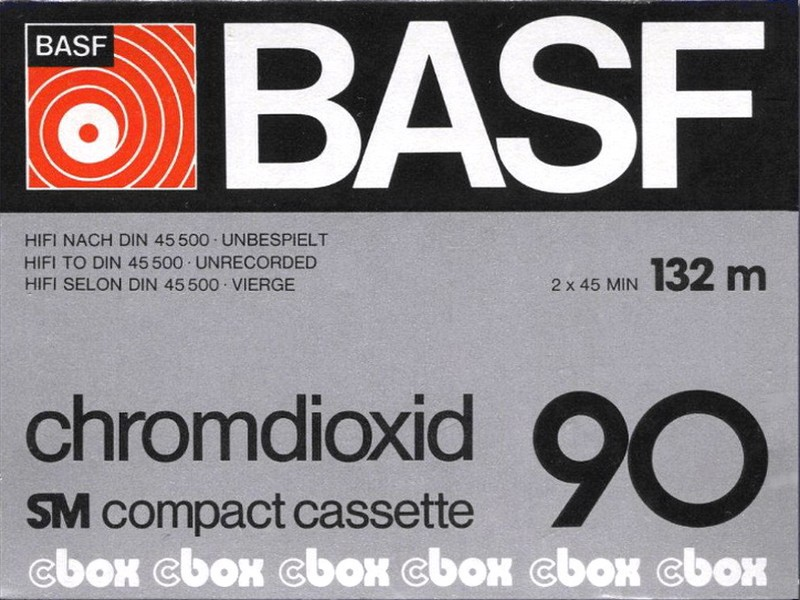 BASF
BASF
HIFI NACH DIN 45 500 · UNBESPIELT
HIFI TO DIN 45 500 · UNRECORDED
HIFI SELON DIN 45 500 · VIERGE
2 x 45 MIN 132 m
chromdioxid
90
SM compact cassette
cbox cbox cbox cbox cbox cbox